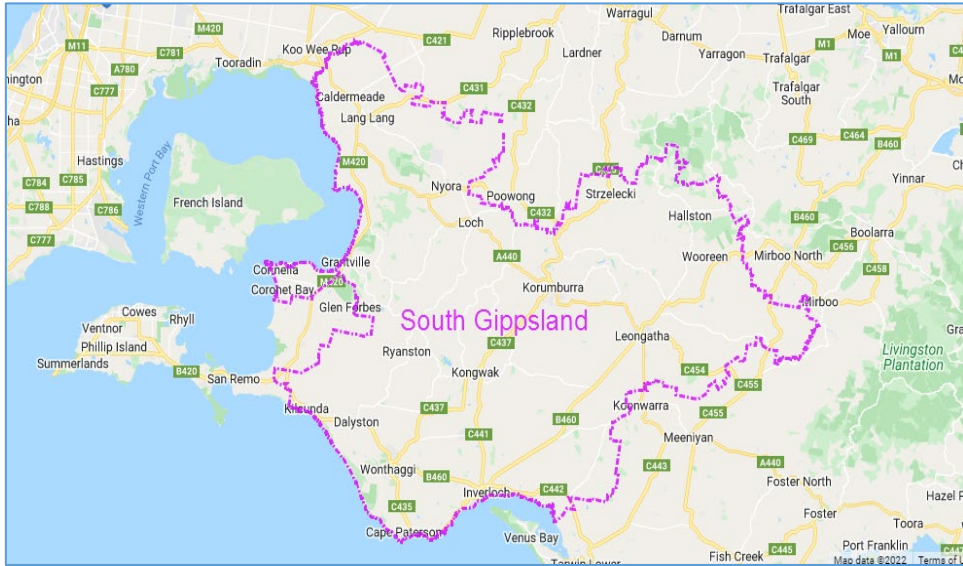 Warragul
Trafalgar East
M420
C421
Ripplebrook
Darnum
Moe
Yallourn
M11
C781
Koo Wee Rup
Lardner
Yarragon
M1
M1
Tooradin
Trafalgar
A780
C431
C777
Caldermeade
C432
Trafalgar
South
Lang Lang
C464
Hastings
M420
C469
B460
Western Port Bay
C784
C785
Nyora
Poowong
Strzelecki
Yinnar
C788
C786
French Island
C432
Hallston
Loch
B460
Boolarra
C777
A440
Wooreen
Mirboo North
C456
Grantville
C458
Corinella
Coronet Bay
Korumburra
Mirboo
Cowes
Rhyll
Glen Forbes
Ventnor
South Gippsland
Phillip Island
C437
Leongatha
Livingston
Plantation
Summerlands
Ryanston
B420
San Remo
Kongwak
C454
C455
Kilcunda
C437
Koonwarra
C455
Dalyston
B460
C441
Meeniyan
Wonthaggi
B460
C443
A440
Inverloch
C442
Foster North
C435
Foster
Cape Paterson
Toora
Venus Bay
Port Franklin
Fish Creek
C445
Tarwin Lower
Map data ©2022